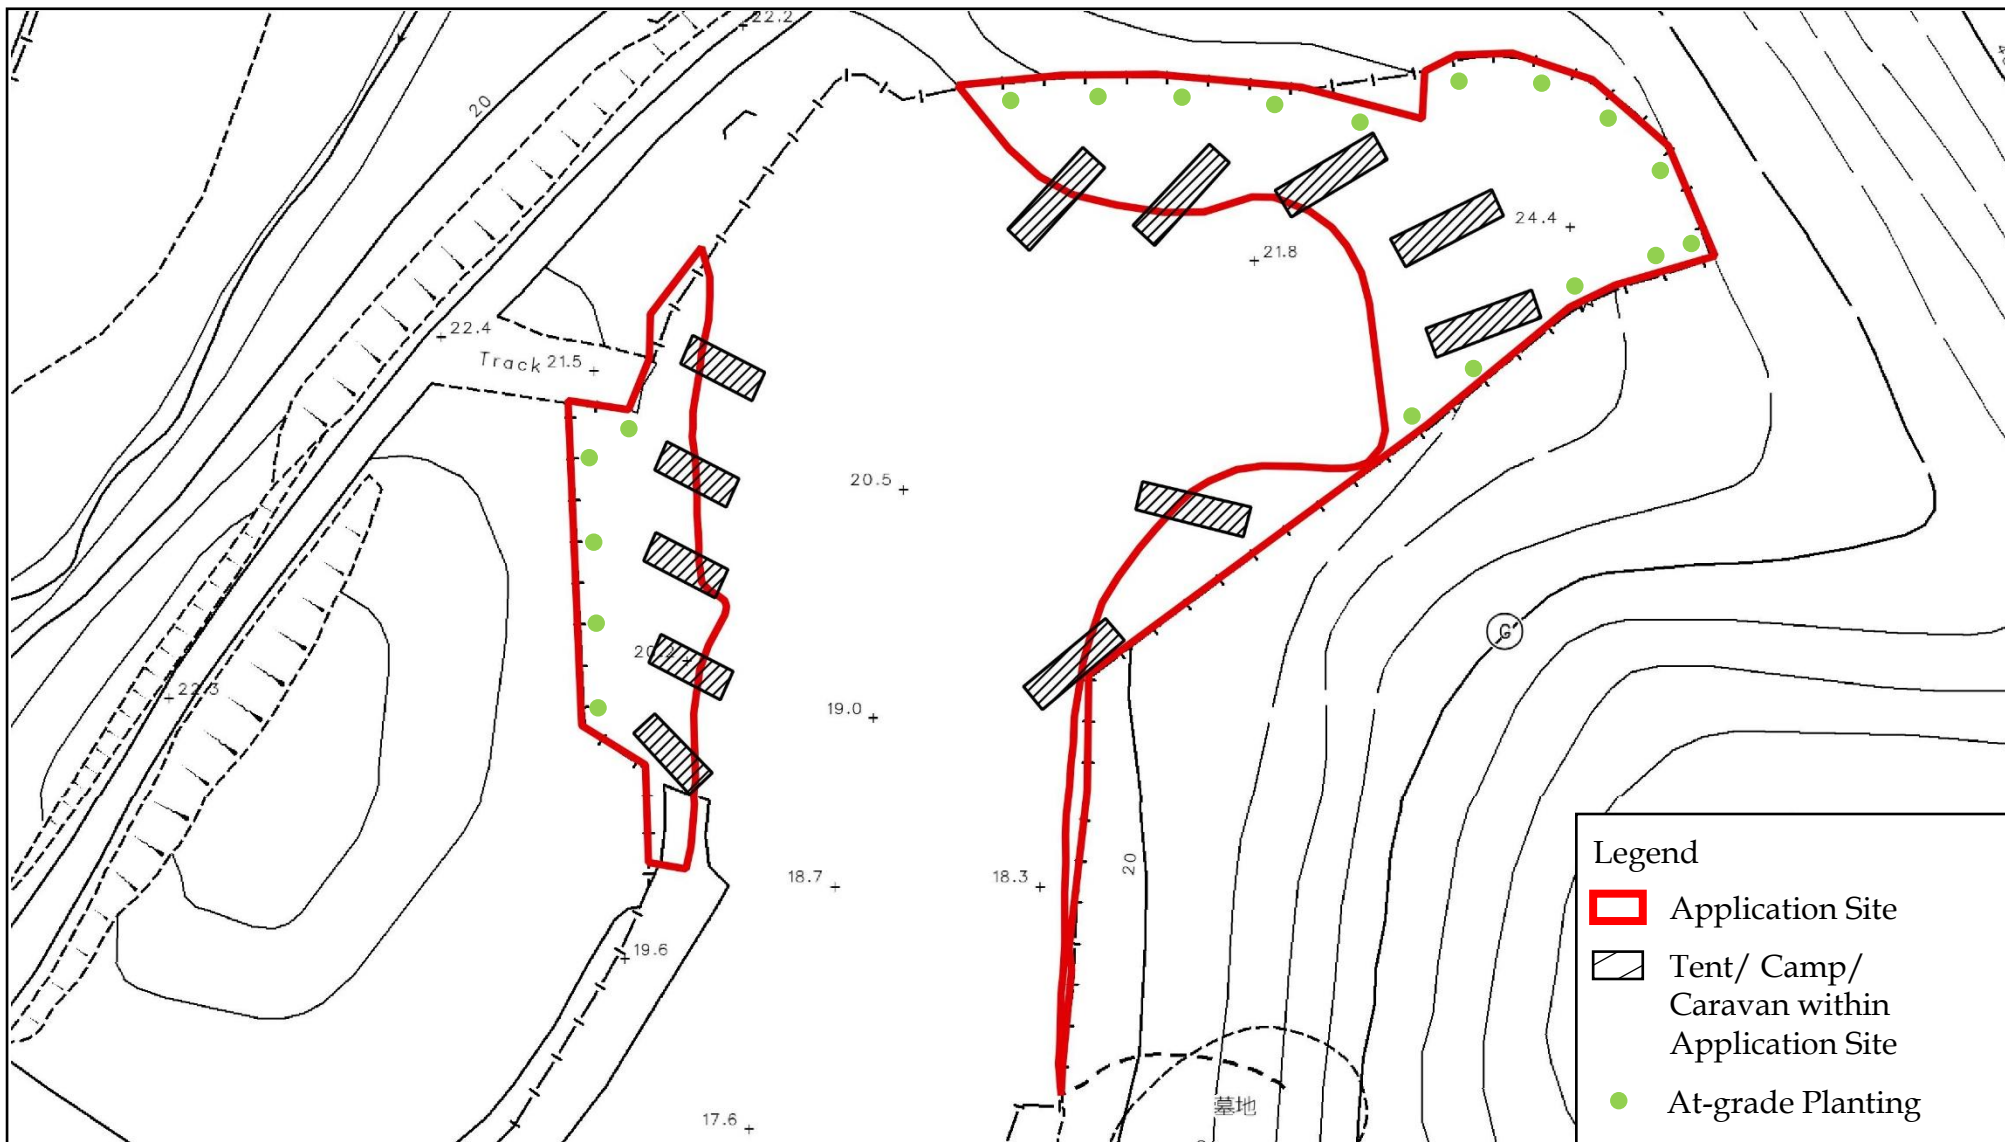 22.2
20
24.4
21.8
22.4
Track 21.5
20.5
G
20.2
22.3
19.0
18.7
18.3
20
19.6
17.6
墓地
Legend
Application Site
Tent/ Camp/
Caravan within
Application Site
At-grade Planting